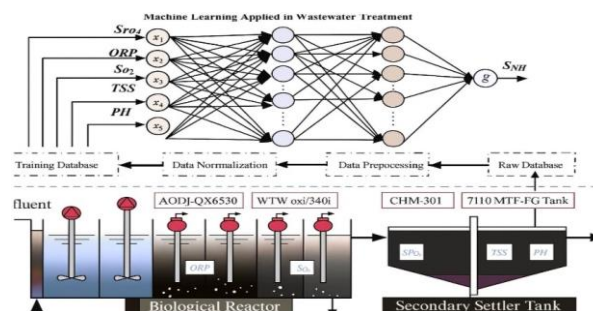 Machine Learning Applied in Wastewater Treatment
Sro4
ORP
So2
TSS
PH
x1
x2
x3
x4
x5
g
SNH
Training Database
Data Normalization
Data Prepocessing
Raw Database
ffluent
AODJ-QX6530
WTW oxi/340i
CHM-301
7110 MTF-FG Tank
ORP
So2
SPO4
TSS
PH
Biological Reactor
Secondary Settler Tank